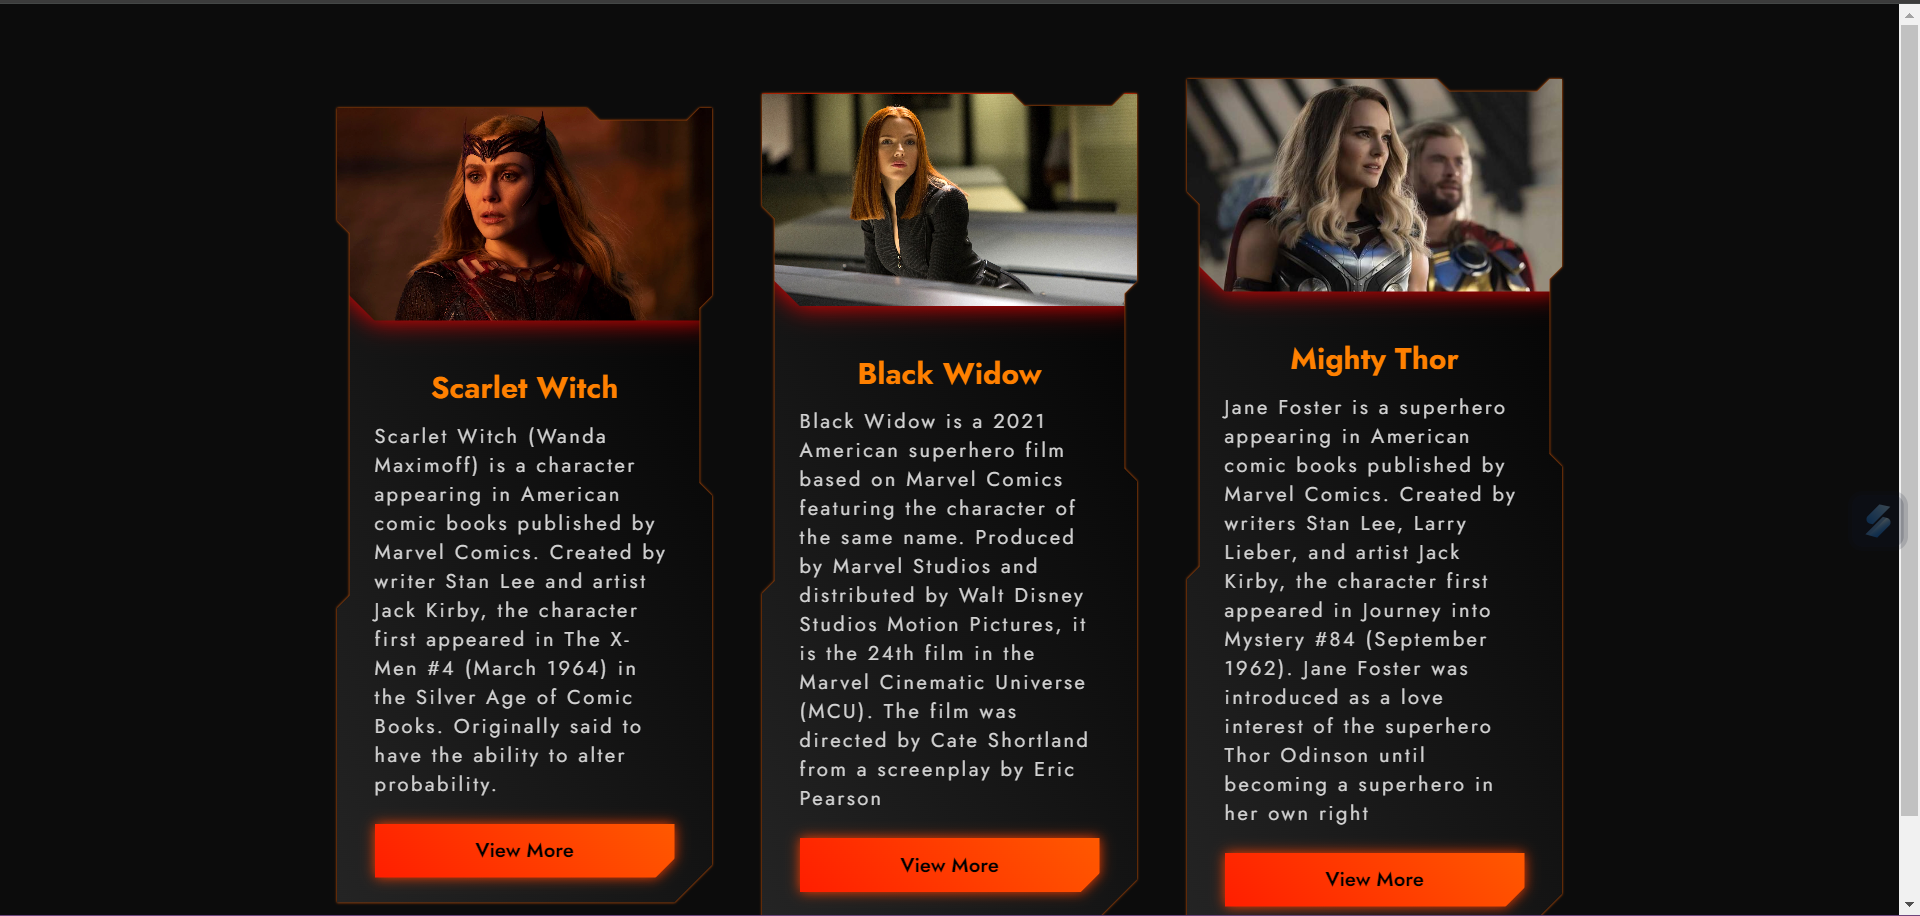 Scarlet Witch
Scarlet Witch (Wanda
Maximoff) is a character
appearing in American
comic books published by
Marvel Comics. Created by
writer Stan Lee and artist
Jack Kirby, the character
first appeared in The X-
Men #4 (March 1964) in
the Silver Age of Comic
Books. Originally said to
have the ability to alter
probability.
View More
Black Widow
Black Widow is a 2021
American superhero film
based on Marvel Comics
featuring the character of
the same name. Produced
by Marvel Studios and
distributed by Walt Disney
Studios Motion Pictures, it
is the 24th film in the
Marvel Cinematic Universe
(MCU). The film was
directed by Cate Shortland
from a screenplay by Eric
Pearson
View More
Mighty Thor
Jane Foster is a superhero
appearing in American
comic books published by
Marvel Comics. Created by
writers Stan Lee, Larry
Lieber, and artist Jack
Kirby, the character first
appeared in Journey into
Mystery #84 (September
1962). Jane Foster was
introduced as a love
interest of the superhero
Thor Odinson until
becoming a superhero in
her own right
View More